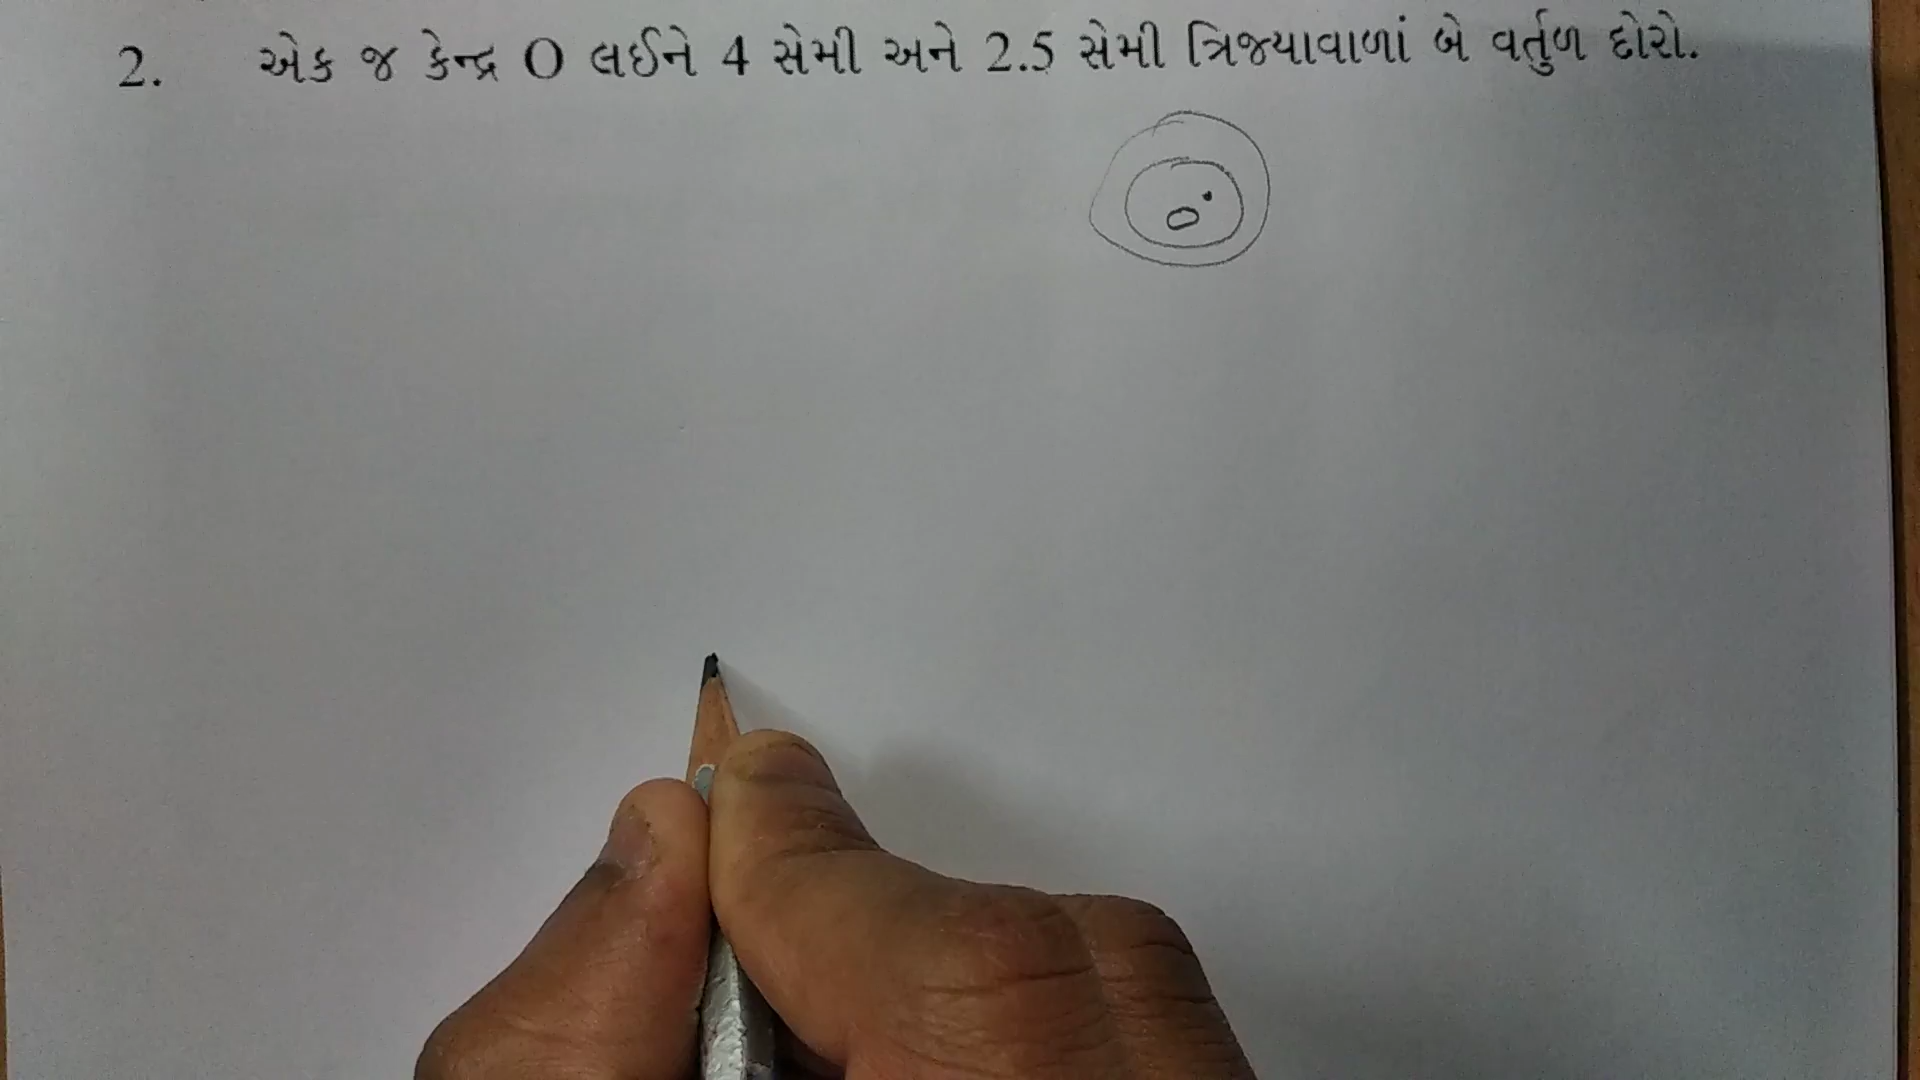 2. એક જ કેન્દ્ર O લઈને 4 સેમી અને 2.5 સેમી ત્રિજ્યાવાળાં બે વર્તુળ દોરો.
O